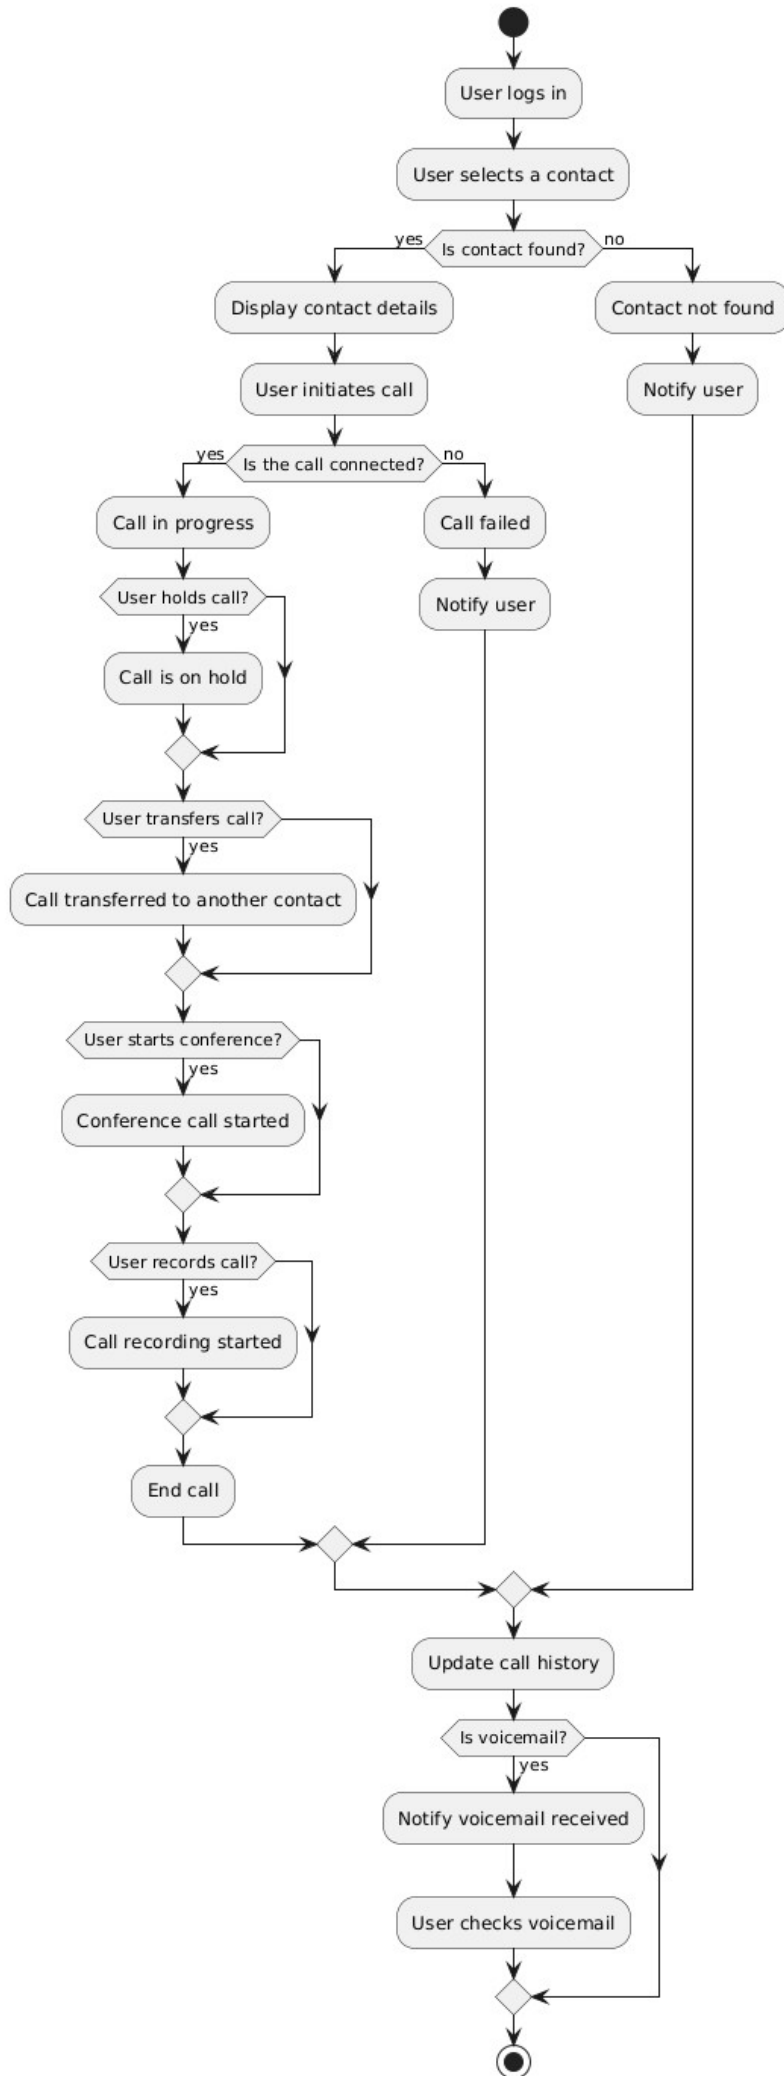 User logs in
User selects a contact
yes
Is contact found?
no
Display contact details
Contact not found
User initiates call
Notify user
yes
Is the call connected?
no
Call in progress
Call failed
User holds call?
yes
Notify user
Call is on hold
User transfers call?
yes
Call transferred to another contact
User starts conference?
yes
Conference call started
User records call?
yes
Call recording started
End call
Update call history
Is voicemail?
yes
Notify voicemail received
User checks voicemail